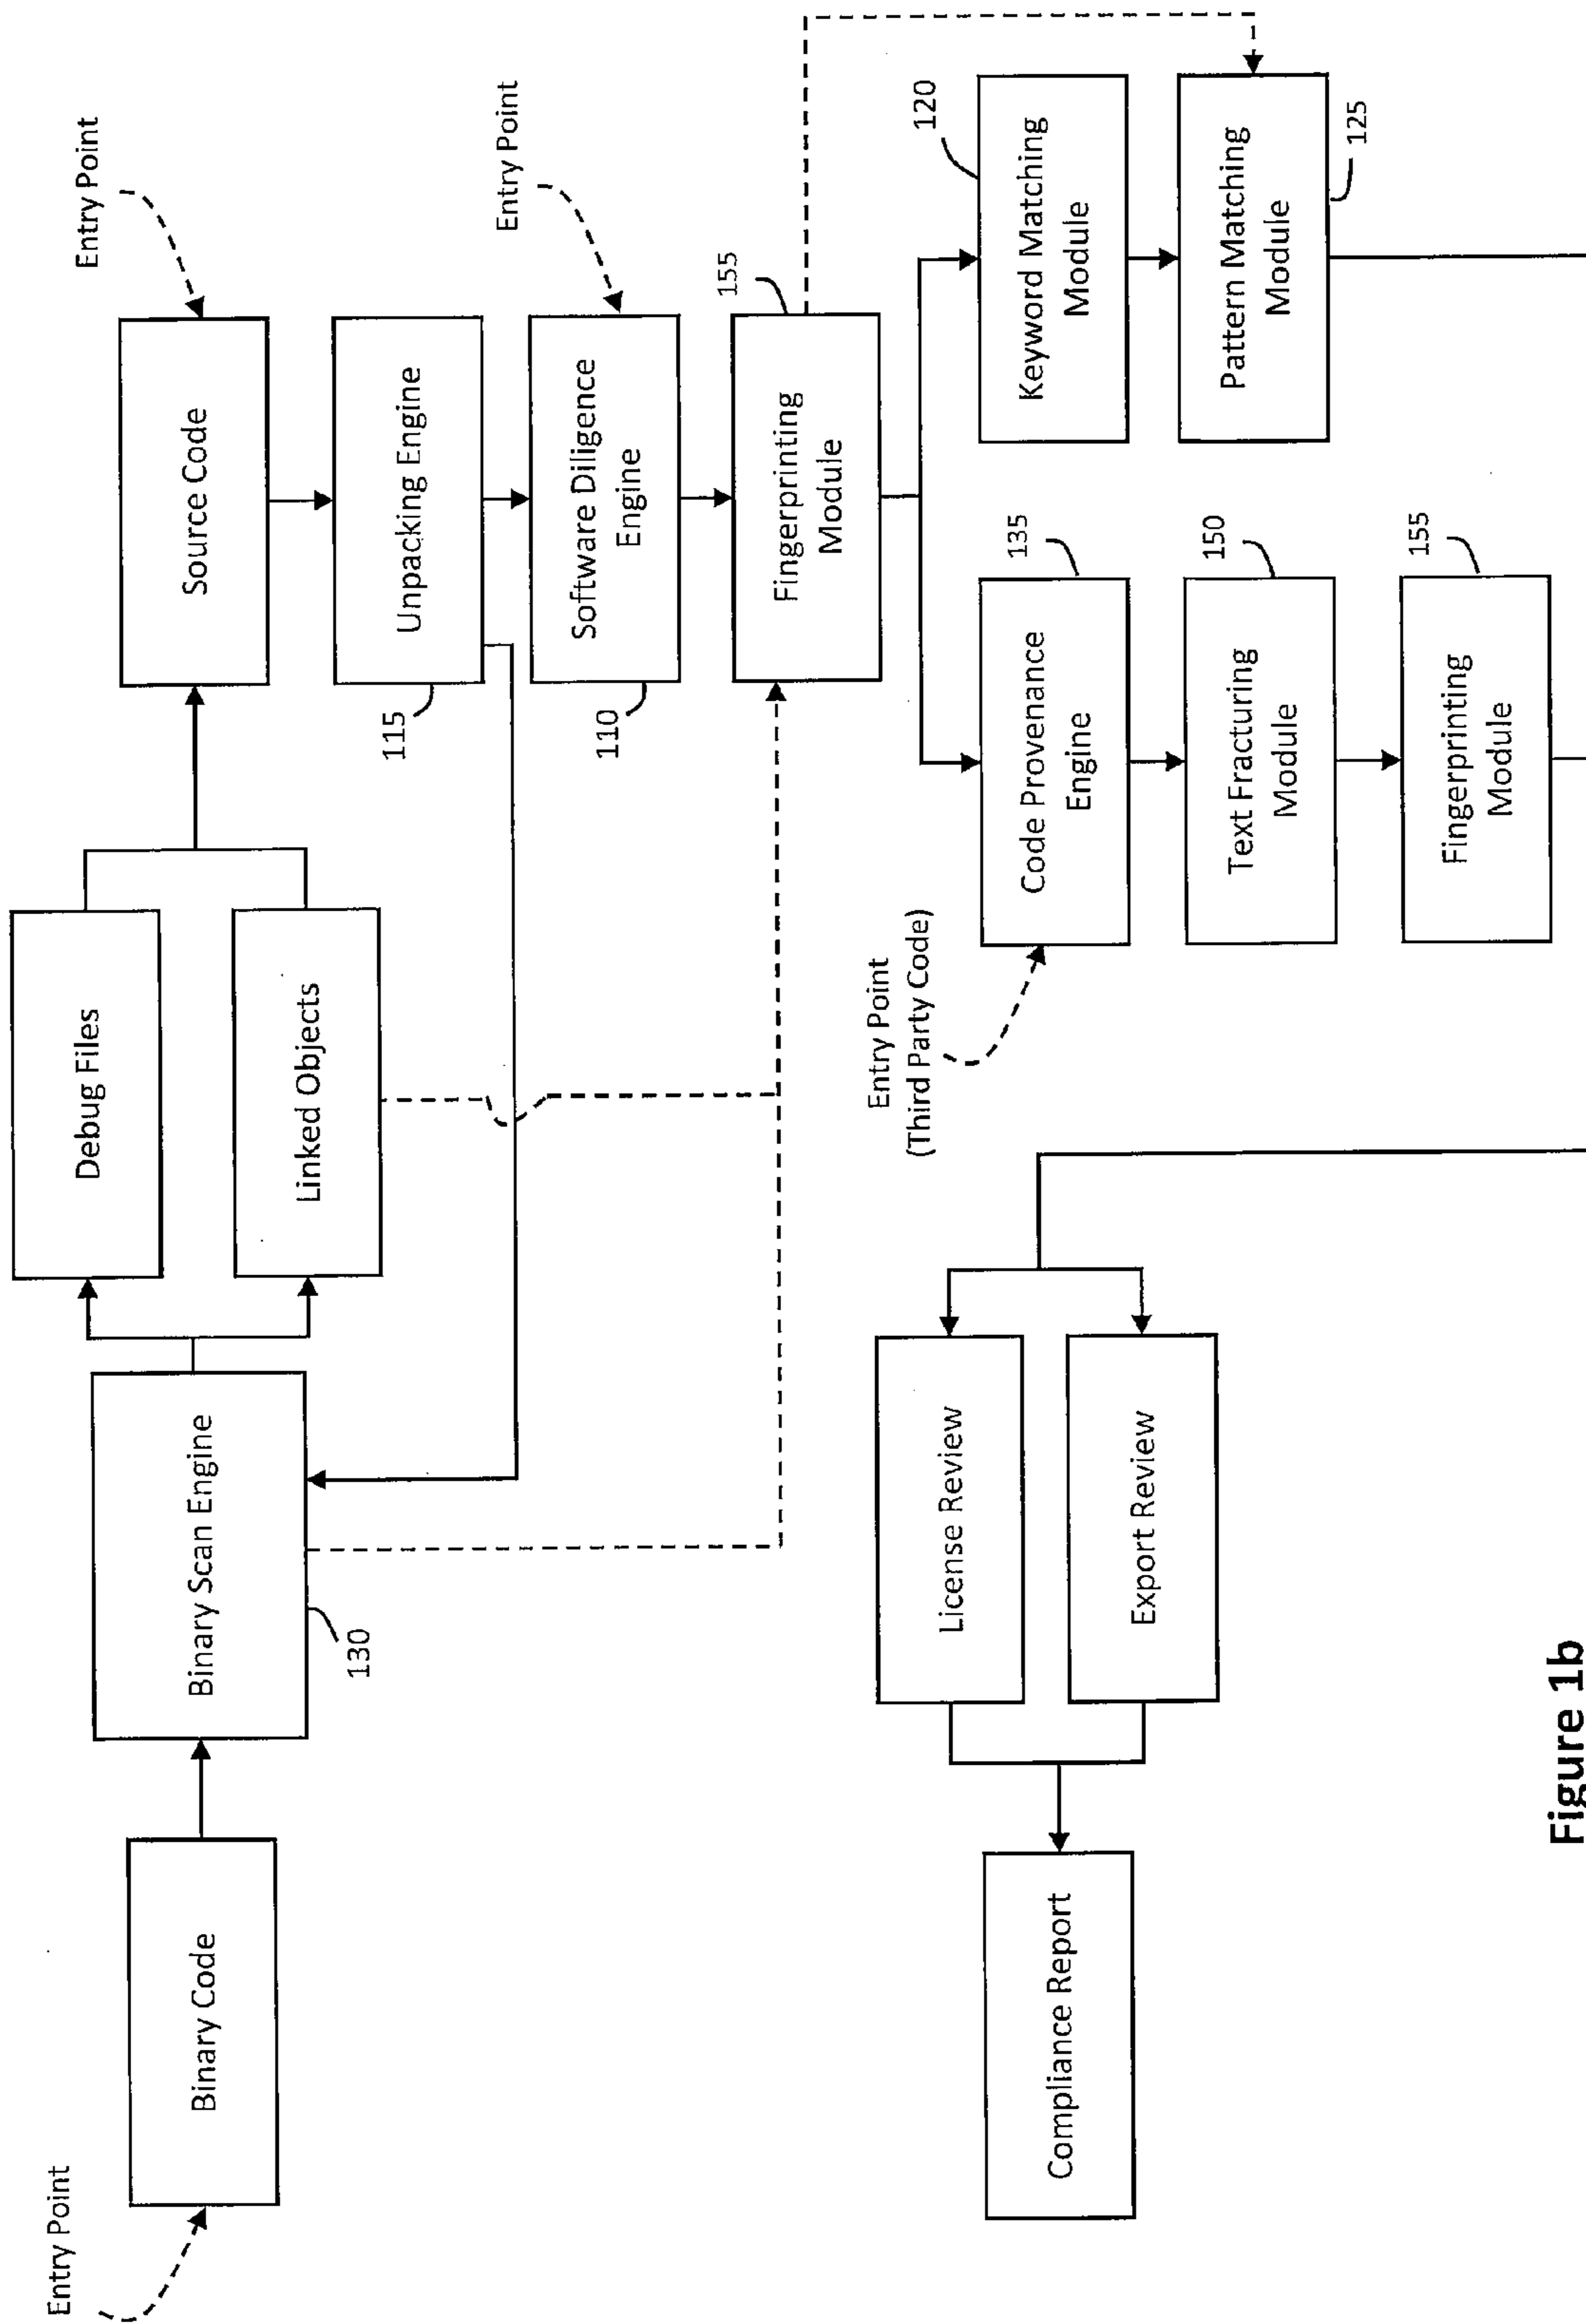 Entry Point
Binary Code
Binary Scan Engine
130
Debug Files
Linked Objects
Entry Point
Source Code
Unpacking Engine
115
Entry Point
Software Diligence
Engine
110
Fingerprinting
Module
155
Keyword Matching
Module
120
Pattern Matching
Module
125
Entry Point
(Third Party Code)
Code Provenance
Engine
135
Text Fracturing
Module
150
Fingerprinting
Module
155
License Review
Export Review
Compliance Report
Figure 1b